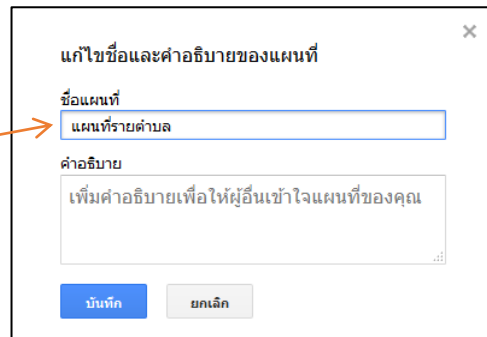 แก้ไขชื่อและคำอธิบายของแผนที่
ชื่อแผนที่
แผนที่รายตำบล
คำอธิบาย
เพิ่มคำอธิบายเพื่อให้ผู้อื่นเข้าใจแผนที่ของคุณ
บันทึก ยกเลิก